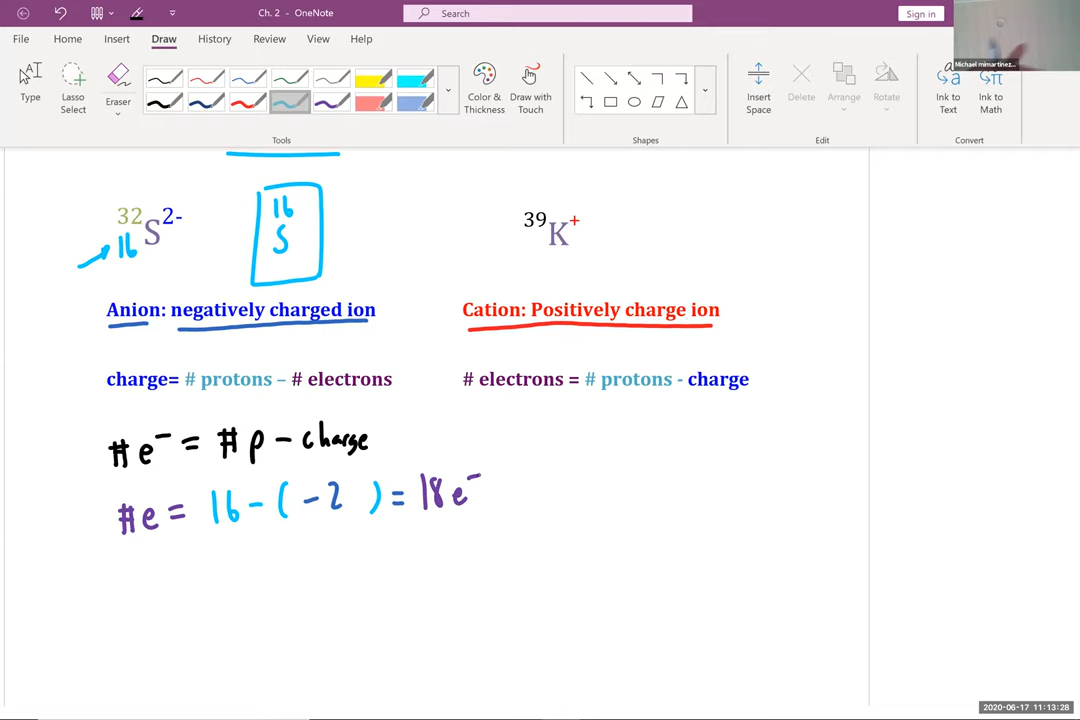 Ch. 2 - OneNote
Search
Sign in
File Home Insert Draw History Review View Help
Type
Lasso Select
Eraser
Color & Thickness
Draw with Touch
Insert Space
Delete
Arrange
Rotate
Ink to Text
Ink to Math
Tools
Shapes
Edit
Convert
32 S 2-
16
16
S
39 K +
Anion: negatively charged ion
Cation: Positively charge ion
charge= # protons – # electrons
# electrons = # protons - charge
#e⁻ = #p - charge
#e = 16 - (-2) = 18e⁻
2020-06-17 11:13:28